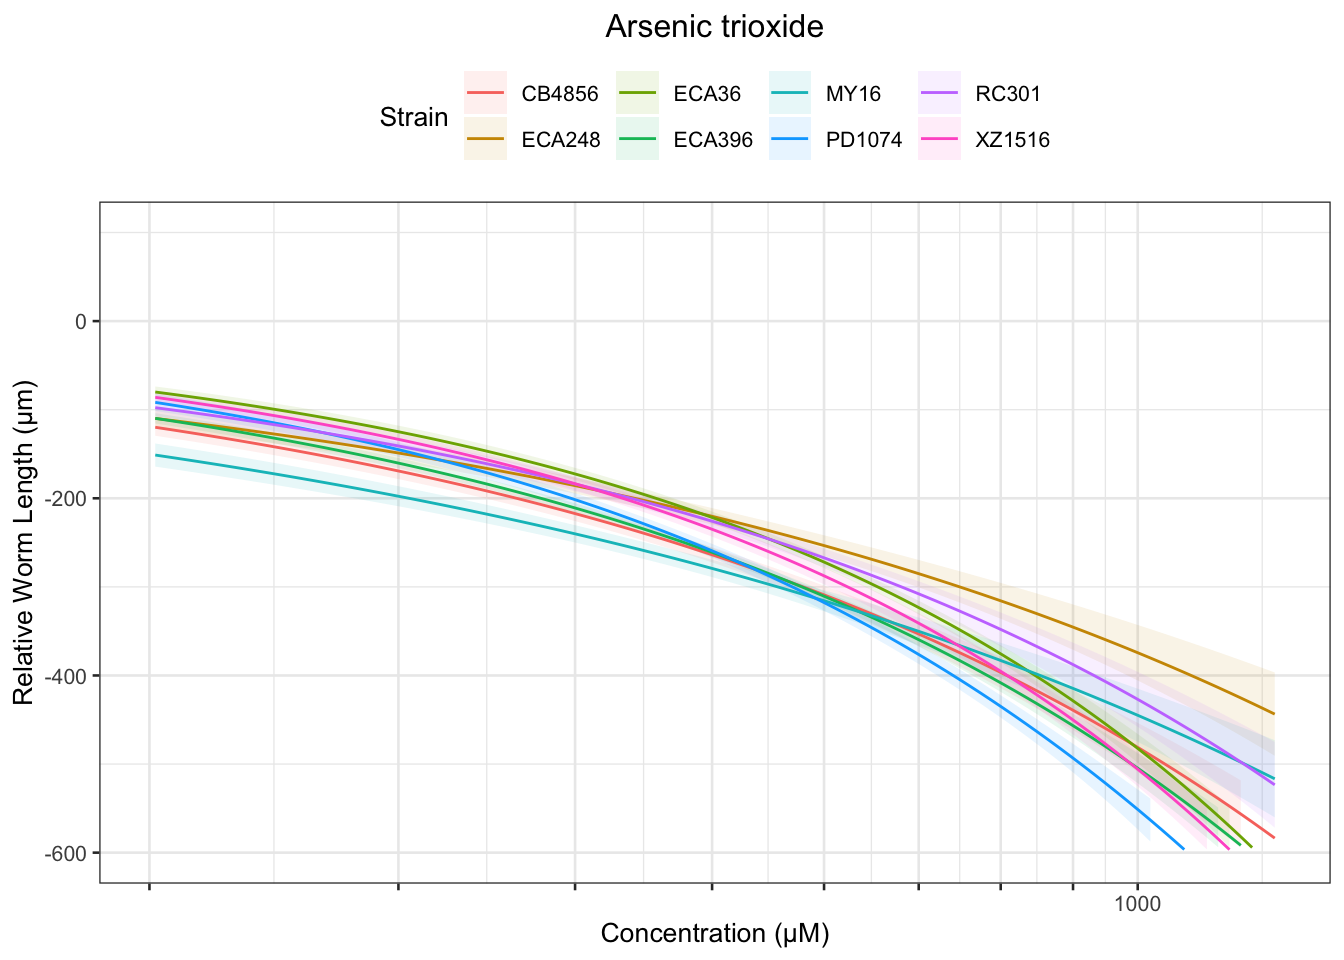 Arsenic trioxide
Strain
CB4856 ECA36 MY16 RC301
ECA248 ECA396 PD1074 XZ1516
Relative Worm Length (µm)
0
-200
-400
-600
1000
Concentration (µM)